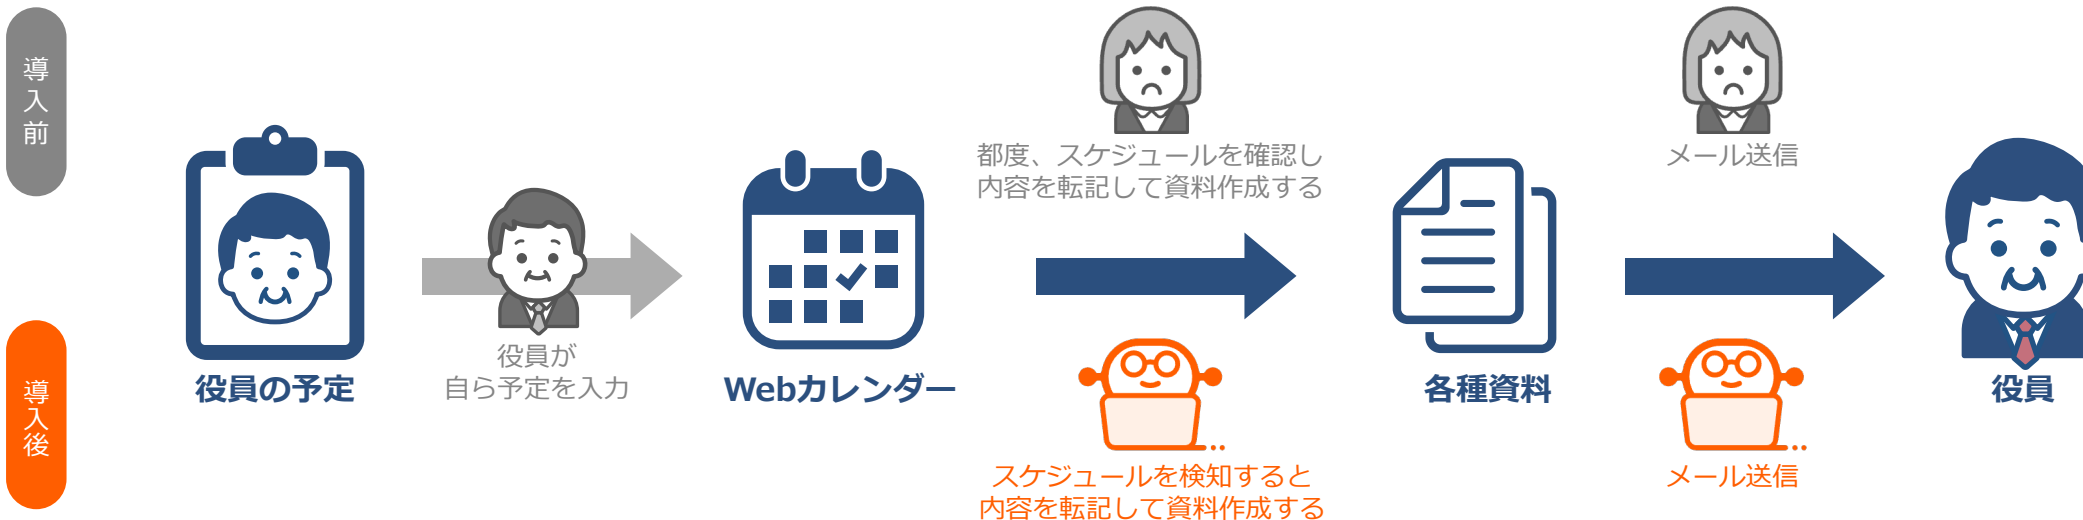 導入前
都度、スケジュールを確認し
内容を転記して資料作成する
メール送信
役員が
自ら予定を入力
役員の予定
Webカレンダー
各種資料
役員
導入後
スケジュールを検知すると
内容を転記して資料作成する
メール送信